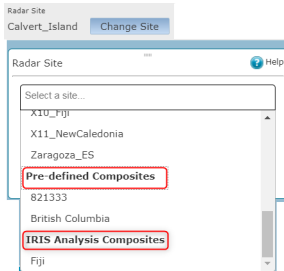 Radar Site
Calvert_Island
Change Site
Radar Site
Help
Select a site...
X10_Fiji
X11_NewCaledonia
Zaragoza_ES
Pre-defined Composites
821333
British Columbia
IRIS Analysis Composites
Fiji